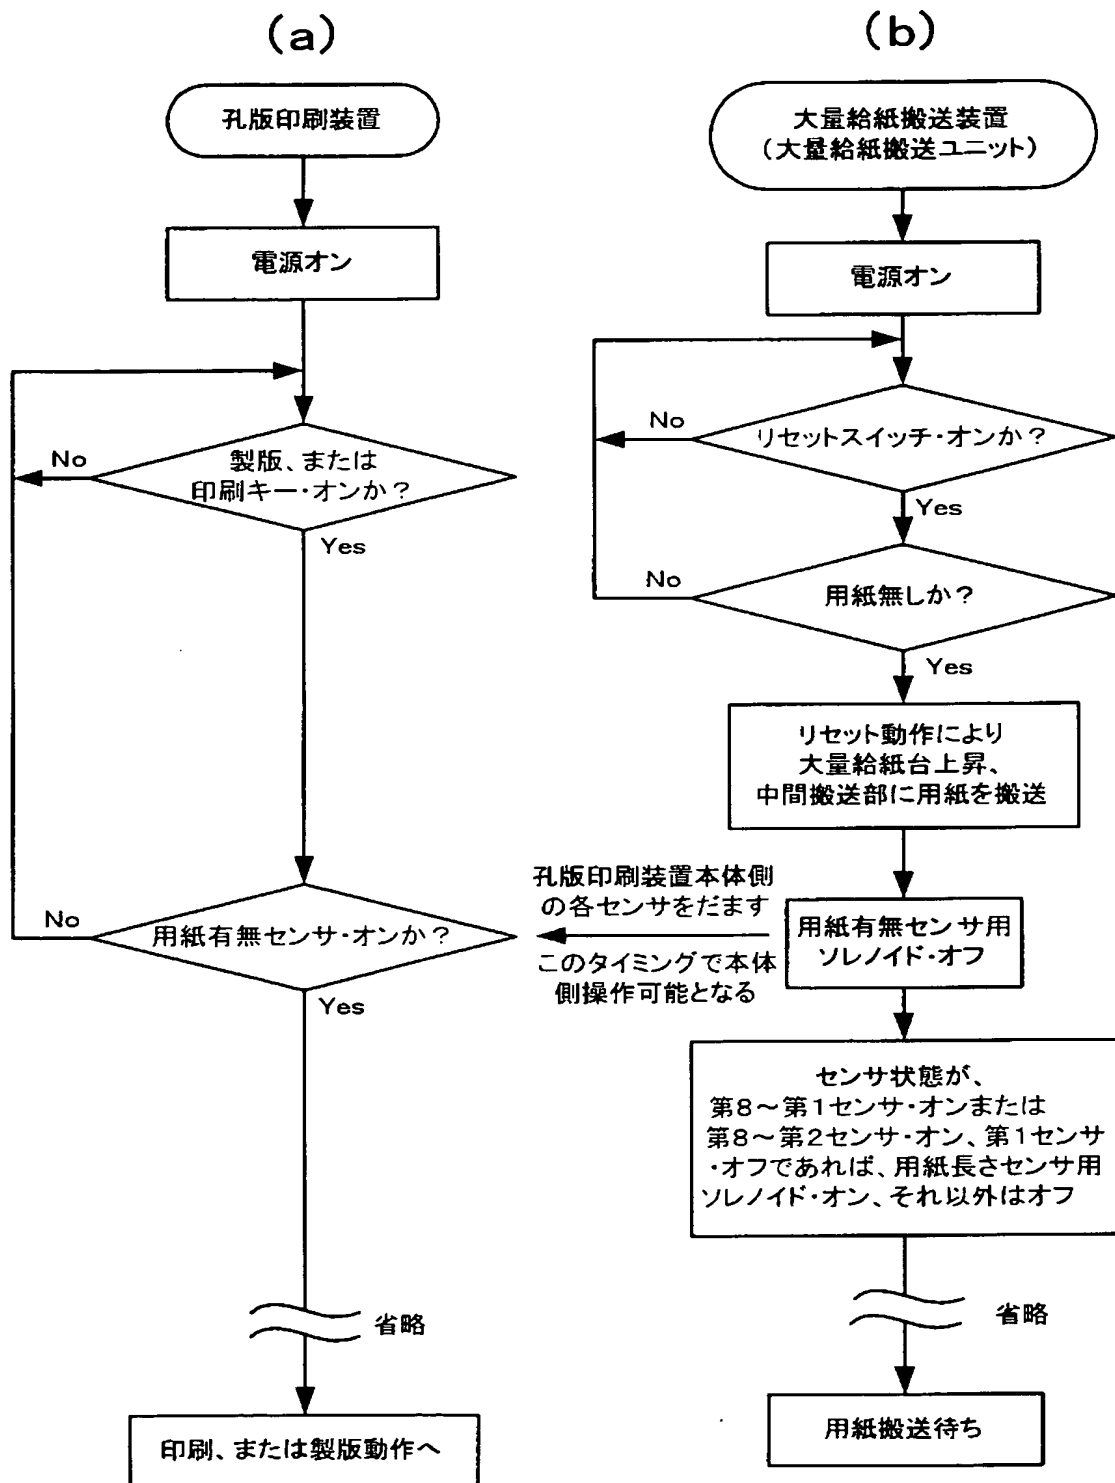 (a)
孔版印刷装置
電源オン
No
製版、または
印刷キー・オンか？
Yes
No
用紙有無センサ・オンか？
Yes
省略
印刷、または製版動作へ
(b)
大量給紙搬送装置
（大量給紙搬送ユニット）
電源オン
No
リセットスイッチ・オンか？
Yes
No
用紙無しか？
Yes
リセット動作により
大量給紙台上昇、
中間搬送部に用紙を搬送
孔版印刷装置本体側
の各センサをだます
このタイミングで本体
側操作可能となる
用紙有無センサ用
ソレノイド・オフ
センサ状態が、
第８～第１センサ・オンまたは
第８～第２センサ・オン、第１センサ
・オフであれば、用紙長さセンサ用
ソレノイド・オン、それ以外はオフ
省略
用紙搬送待ち